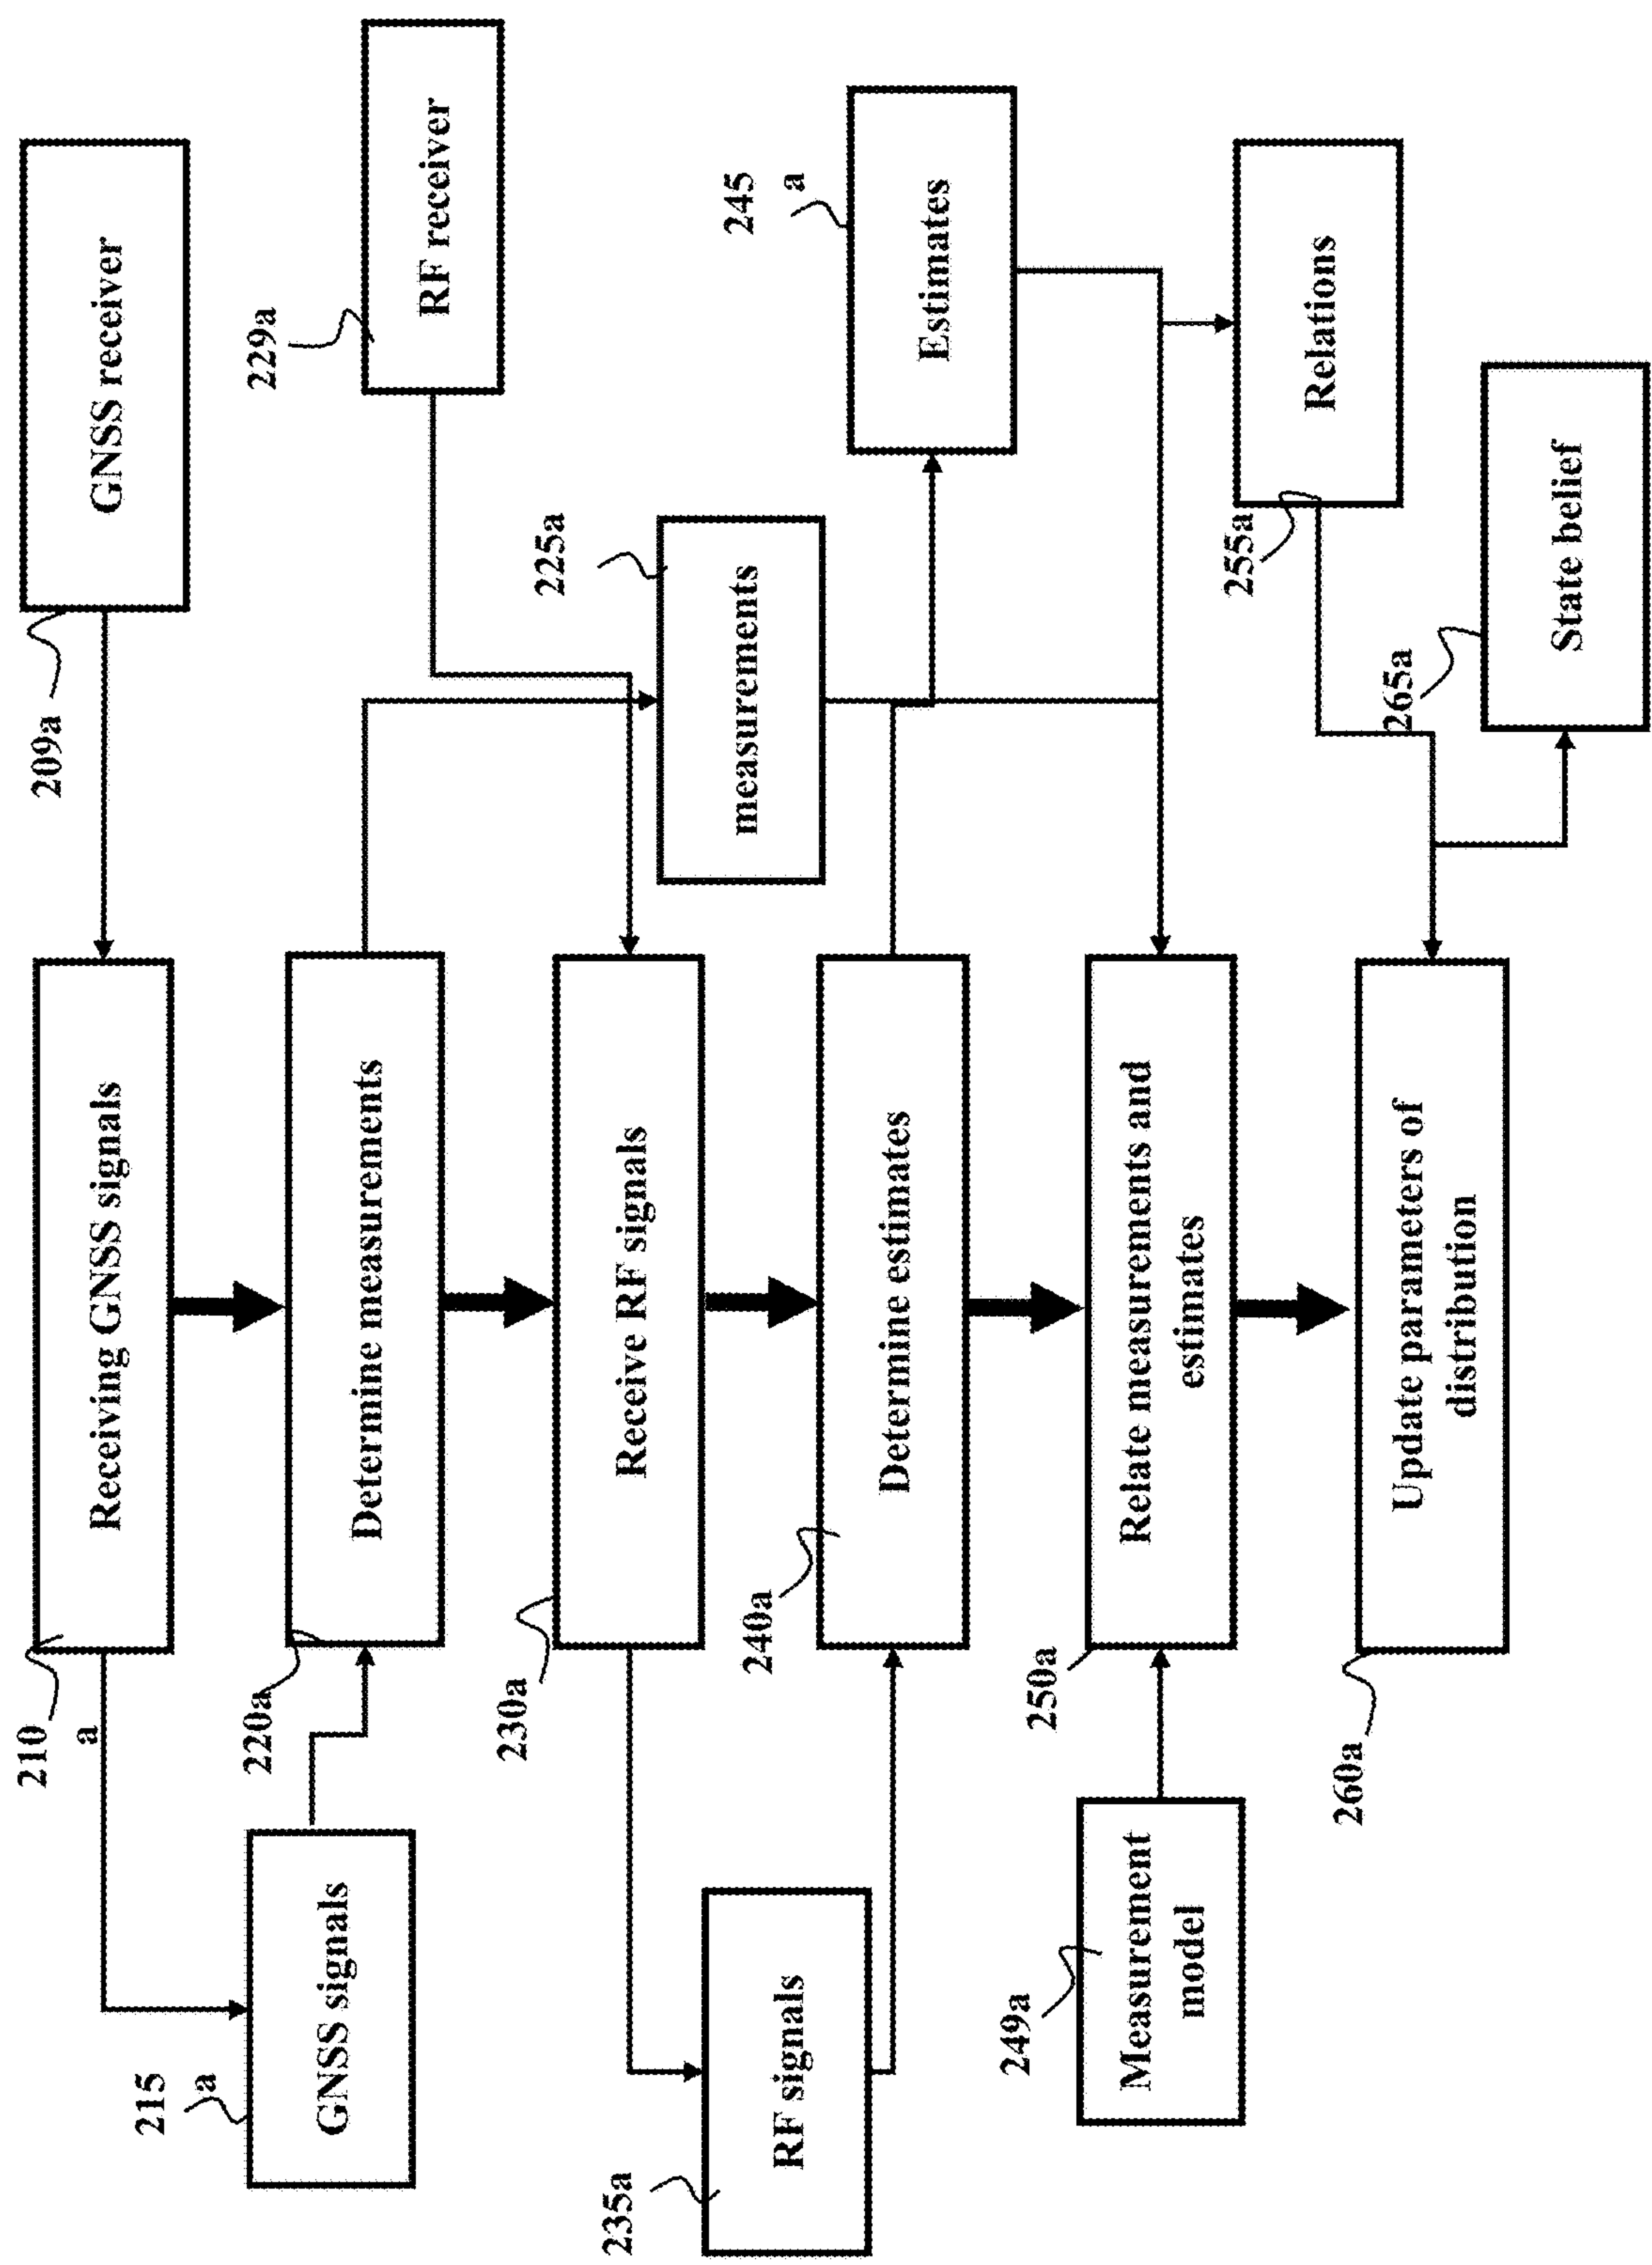 209a
GNSS receiver
210
a
Receiving GNSS signals
215
a
GNSS signals
220a
Determine measurements
229a
RF receiver
225a
measurements
230a
Receive RF signals
235a
RF signals
240a
Determine estimates
245
a
Estimates
249a
Measurement
model
250a
Relate measurements and
estimates
255a
Relations
260a
Update parameters of
distribution
265a
State belief